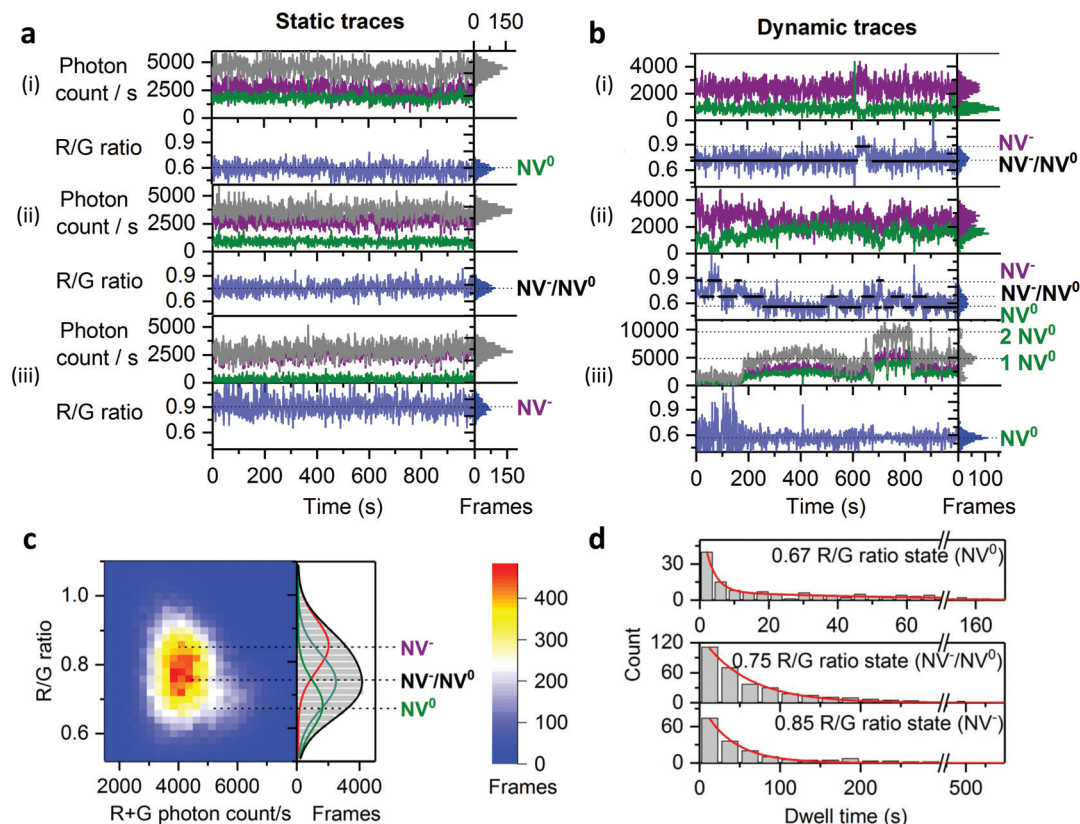 a
Static traces
0 150
(i)
Photon
count / s
5000
2500
0
0 200 400 600 800
R/G ratio
0.9
0.6
NV⁰
(ii)
Photon
count / s
5000
2500
0
R/G ratio
0.9
0.6
NV⁻/NV⁰
(iii)
Photon
count / s
5000
2500
0
R/G ratio
0.9
0.6
NV⁻
0 200 400 600 800 0 150
Time (s) Frames
b
Dynamic traces
(i)
4000
2000
0
0.9
0.6
NV⁻
NV⁻/NV⁰
(ii)
4000
2000
0
0.9
0.6
NV⁻
NV⁻/NV⁰
NV⁰
(iii)
10000
5000
0
2 NV⁰
1 NV⁰
0.9
0.6
NV⁰
0 200 400 600 800 0 100
Time (s) Frames
c
R/G ratio
1.0
0.8
0.6
NV⁻
NV⁻/NV⁰
NV⁰
2000 4000 6000 0 4000
R+G photon count/s Frames
400
300
200
100
0
Frames
d
Count
30
0
0.67 R/G ratio state (NV⁰)
0 20 40 60 160
120
60
0
0.75 R/G ratio state (NV⁻/NV⁰)
60
0
0.85 R/G ratio state (NV⁻)
0 100 200 500
Dwell time (s)